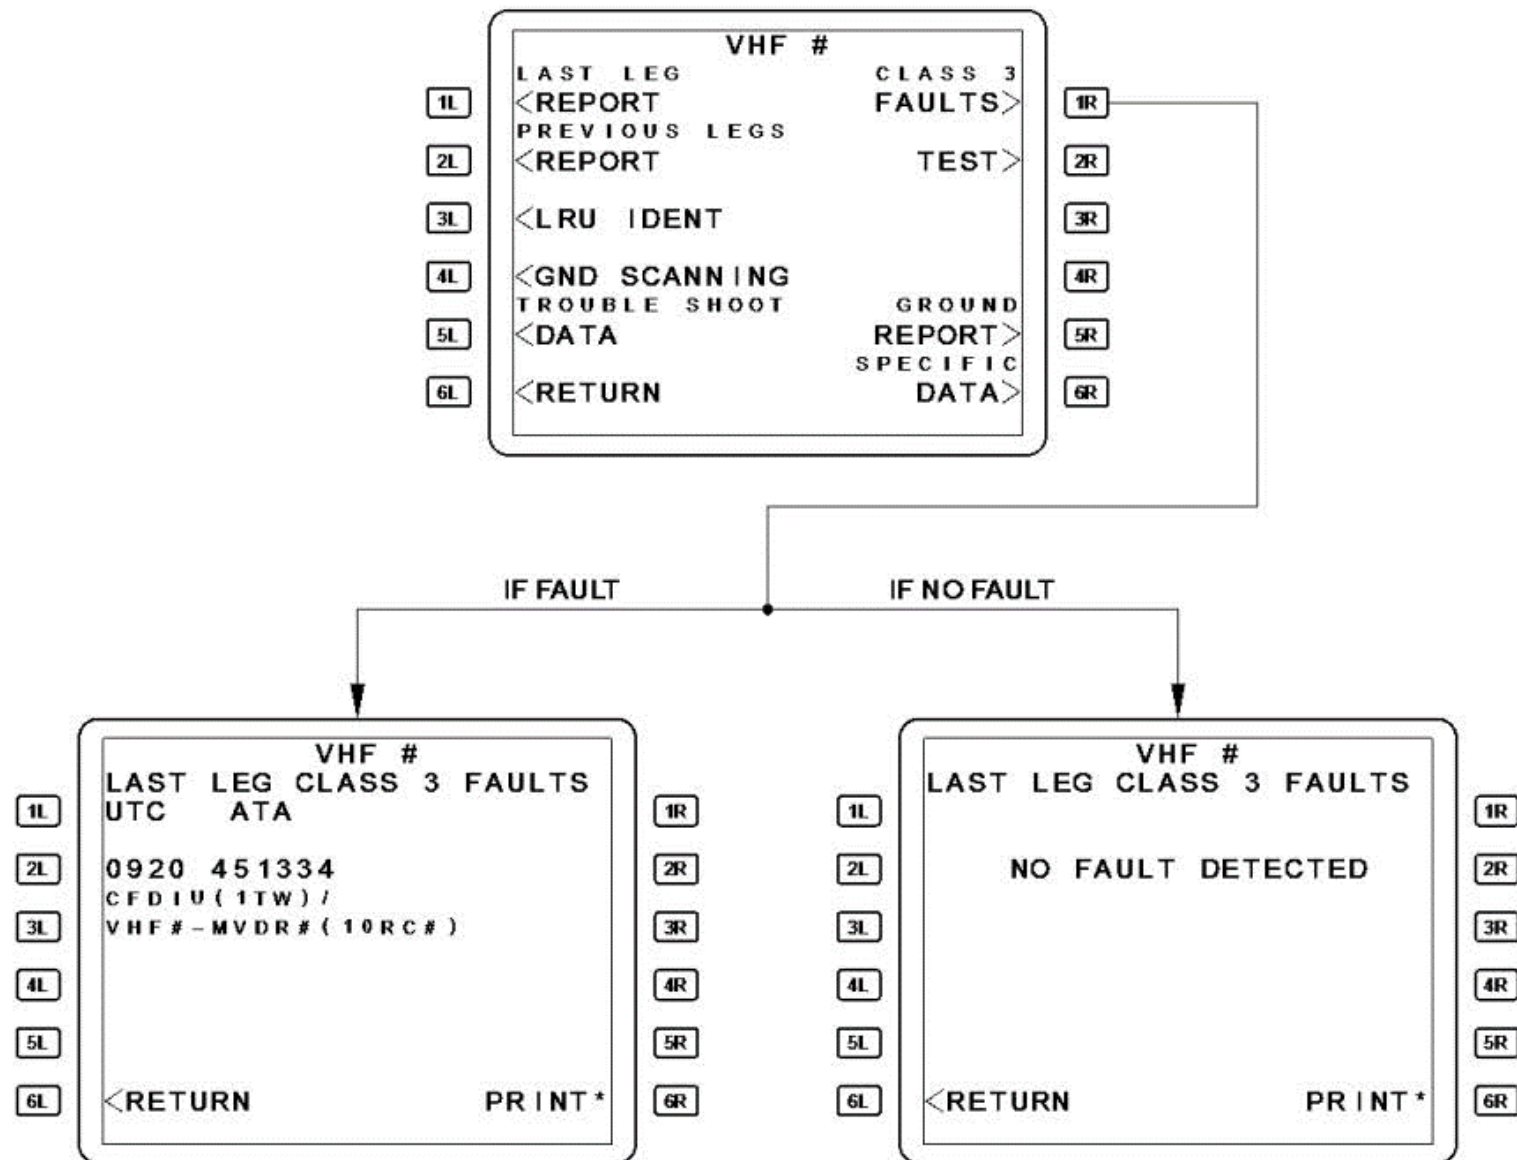 VHF #
LAST LEG CLASS 3
1L <REPORT FAULTS> 1R
PREVIOUS LEGS
2L <REPORT TEST> 2R
3L <LRU IDENT 3R
4L <GND SCANNING 4R
TROUBLE SHOOT GROUND
5L <DATA REPORT> 5R
SPECIFIC
6L <RETURN DATA> 6R
IF FAULT IF NO FAULT
VHF #
LAST LEG CLASS 3 FAULTS
1L UTC ATA 1R
2L 0920 451334 2R
CFDIU(1TW)/
3L VHF#-MVDR#(10RC#) 3R
4L 4R
5L 5R
6L <RETURN PRINT* 6R
VHF #
LAST LEG CLASS 3 FAULTS
1L 1R
2L NO FAULT DETECTED 2R
3L 3R
4L 4R
5L 5R
6L <RETURN PRINT* 6R